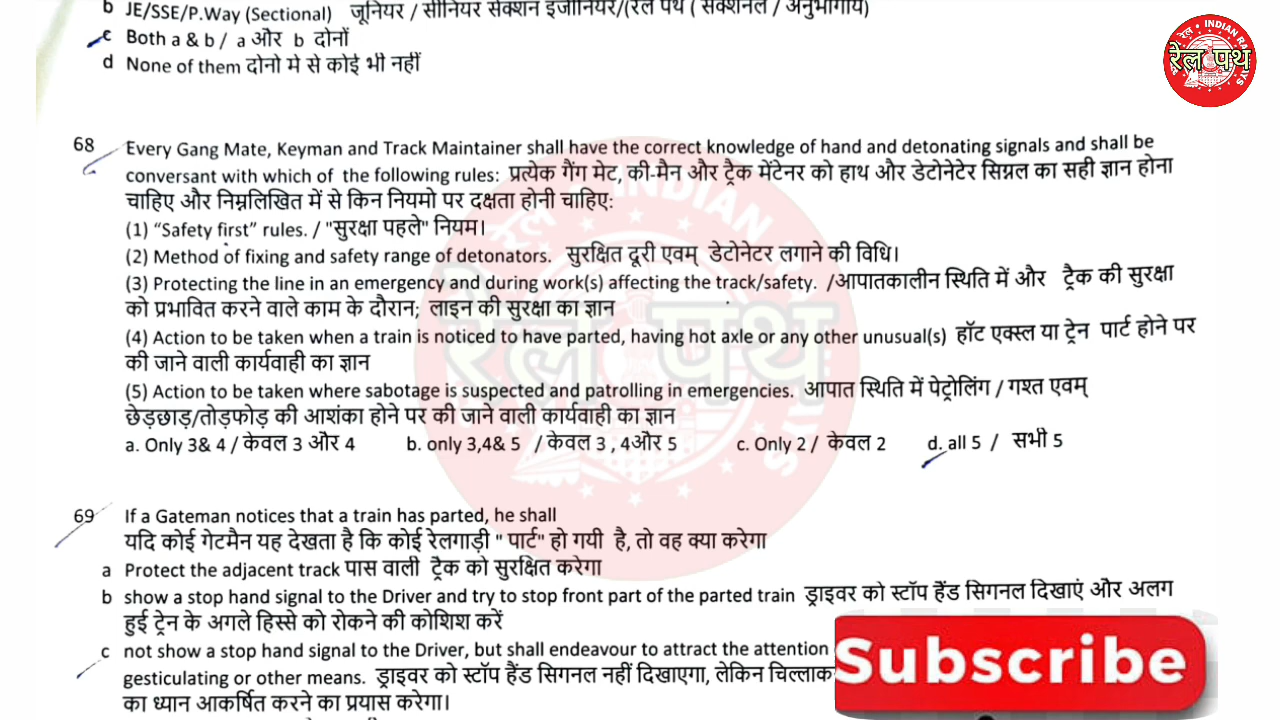 b JE/SSE/P.Way (Sectional) जूनियर / सीनियर सेक्शन इंजीनियर/(रेल पथ ( सेक्शनल / अनुभागीय)
c Both a & b / a और b दोनों
d None of them दोनो मे से कोई भी नहीं
INDIAN RAILWAYS
रेल पथ
68 Every Gang Mate, Keyman and Track Maintainer shall have the correct knowledge of hand and detonating signals and shall be
conversant with which of the following rules: प्रत्येक गैंग मेट, की-मैन और ट्रैक मेंटेनर को हाथ और डेटोनेटेर सिग्नल का सही ज्ञान होना
चाहिए और निम्नलिखित में से किन नियमो पर दक्षता होनी चाहिए:
(1) “Safety first” rules. / "सुरक्षा पहले" नियम।
(2) Method of fixing and safety range of detonators. सुरक्षित दूरी एवम् डेटोनेटर लगाने की विधि।
(3) Protecting the line in an emergency and during work(s) affecting the track/safety. /आपातकालीन स्थिति में और ट्रैक की सुरक्षा
को प्रभावित करने वाले काम के दौरान; लाइन की सुरक्षा का ज्ञान
(4) Action to be taken when a train is noticed to have parted, having hot axle or any other unusual(s) हॉट एक्स्ल या ट्रेन पार्ट होने पर
की जाने वाली कार्यवाही का ज्ञान
(5) Action to be taken where sabotage is suspected and patrolling in emergencies. आपात स्थिति में पेट्रोलिंग / गश्त एवम्
छेड़छाड़/तोड़फोड़ की आशंका होने पर की जाने वाली कार्यवाही का ज्ञान
a. Only 3& 4 / केवल 3 और 4 b. only 3,4& 5 / केवल 3 , 4और 5 c. Only 2 / केवल 2 d. all 5 / सभी 5
69 If a Gateman notices that a train has parted, he shall
यदि कोई गेटमैन यह देखता है कि कोई रेलगाड़ी " पार्ट" हो गयी है, तो वह क्या करेगा
a Protect the adjacent track पास वाली ट्रैक को सुरक्षित करेगा
b show a stop hand signal to the Driver and try to stop front part of the parted train ड्राइवर को स्टॉप हैंड सिगनल दिखाएं और अलग
हुई ट्रेन के अगले हिस्से को रोकने की कोशिश करें
c not show a stop hand signal to the Driver, but shall endeavour to attract the attention
gesticulating or other means. ड्राइवर को स्टॉप हैंड सिगनल नहीं दिखाएगा, लेकिन चिल्लाक
का ध्यान आकर्षित करने का प्रयास करेगा।
Subscribe